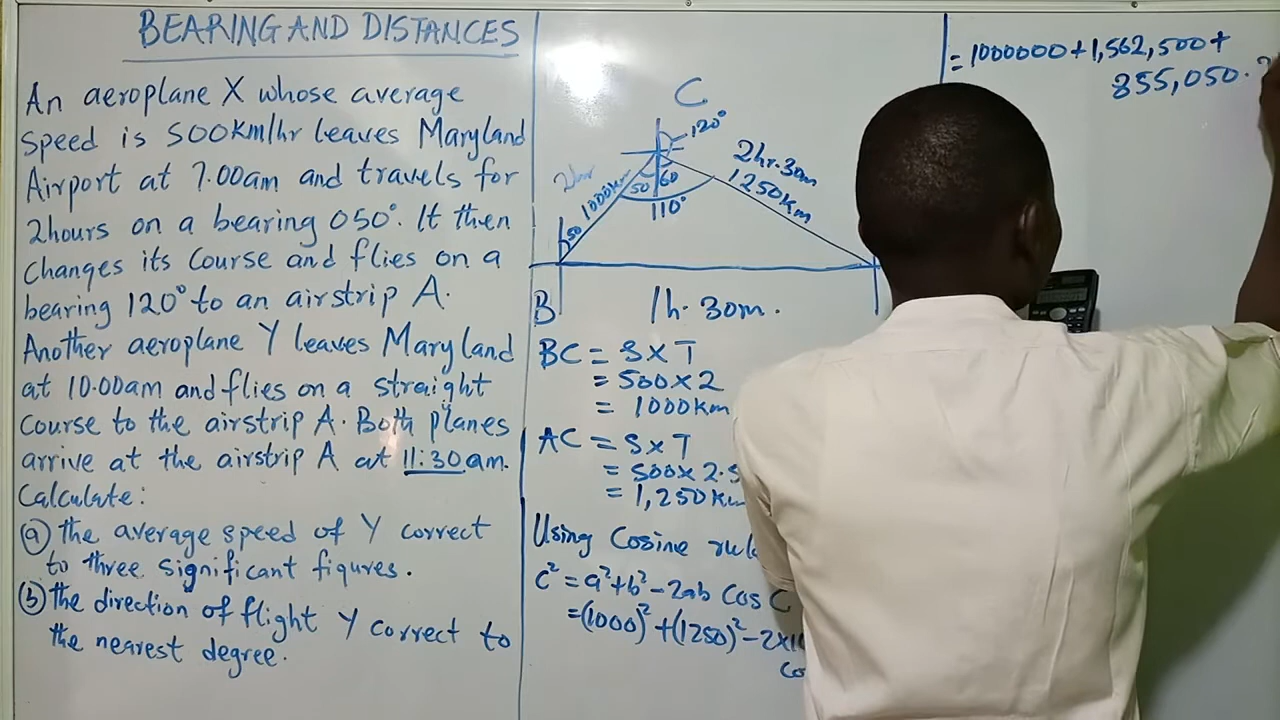 BEARING AND DISTANCES
An aeroplane X whose average
speed is 500km/hr leaves Maryland
Airport at 7.00am and travels for
2hours on a bearing 050°. It then
changes its course and flies on a
bearing 120° to an airstrip A.
Another aeroplane Y leaves Maryland
at 10.00am and flies on a straight
course to the airstrip A. Both planes
arrive at the airstrip A at 11:30am.
Calculate:
(a) the average speed of Y correct
to three significant figures.
(b) the direction of flight Y correct to
the nearest degree.
C
120°
2hr
1000km
2hr.30m
1250km
50
60
110°
50
B
1h.30m.
BC = S x T
= 500 x 2
= 1000km
AC = S x T
= 500 x 2.5
= 1,250km
Using Cosine rule
c² = a² + b² - 2ab Cos C
= (1000)² + (1250)² - 2x10
cos
= 1000000 + 1,562,500 +
855,050.